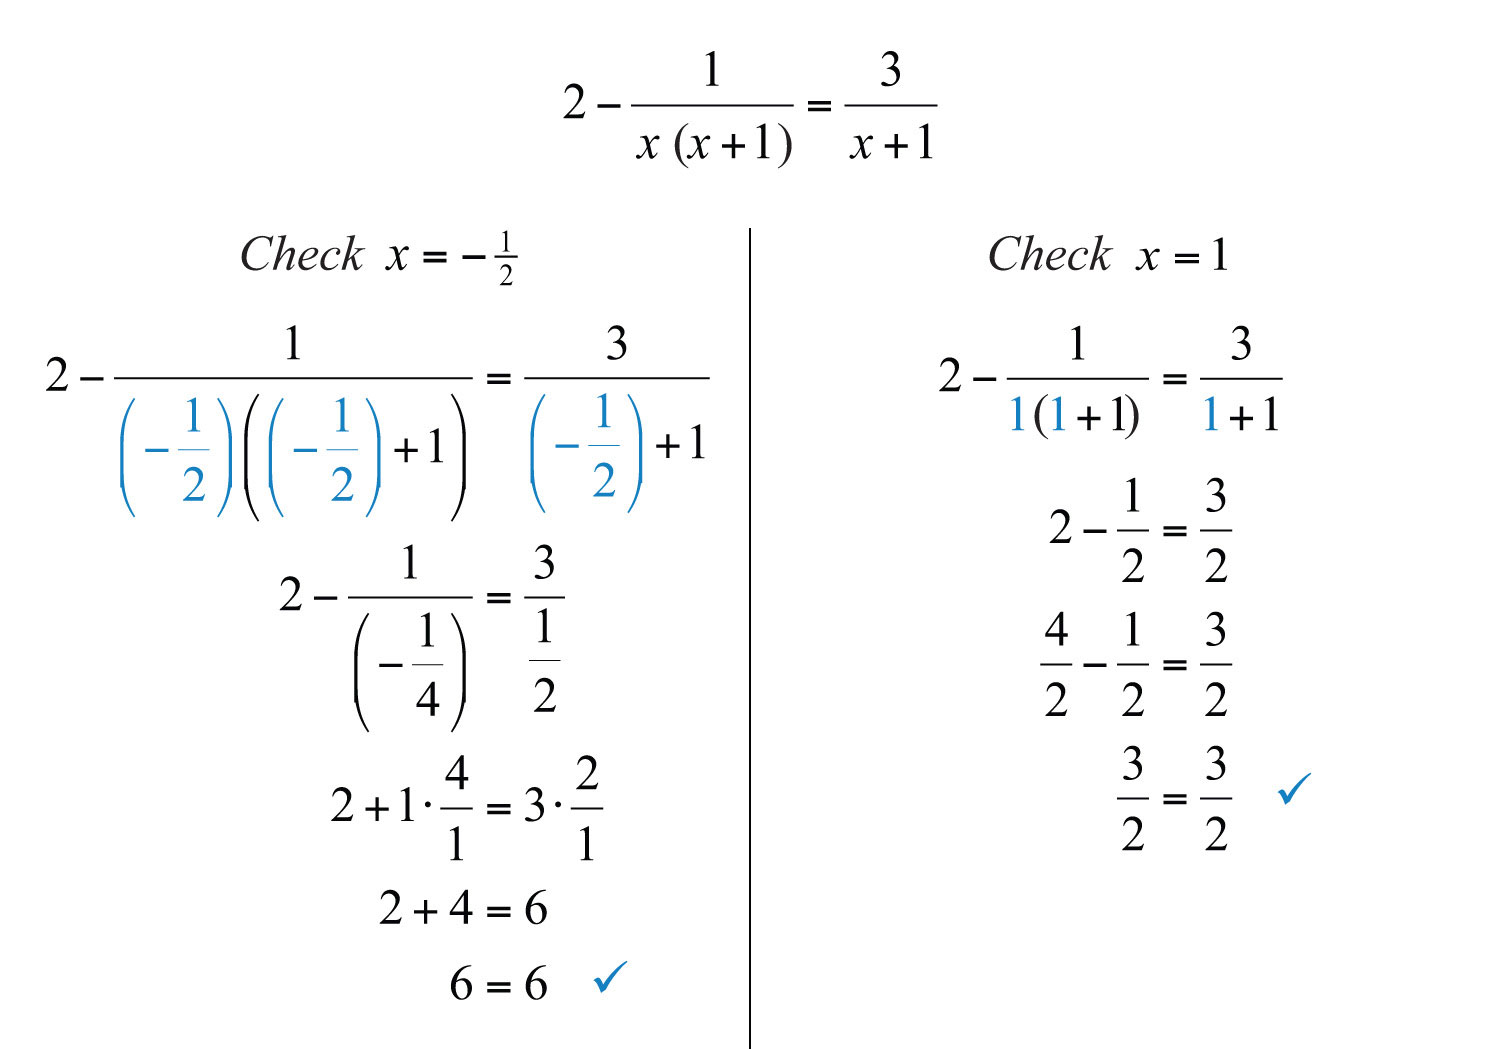 2 − 1/(x (x + 1)) = 3/(x + 1)
Check x = − 1/2
2 − 1/((− 1/2)((− 1/2) + 1)) = 3/((− 1/2) + 1)
2 − 1/(− 1/4) = 3/(1/2)
2 + 1 · 4/1 = 3 · 2/1
2 + 4 = 6
6 = 6 ✓
Check x = 1
2 − 1/(1(1 + 1)) = 3/(1 + 1)
2 − 1/2 = 3/2
4/2 − 1/2 = 3/2
3/2 = 3/2 ✓